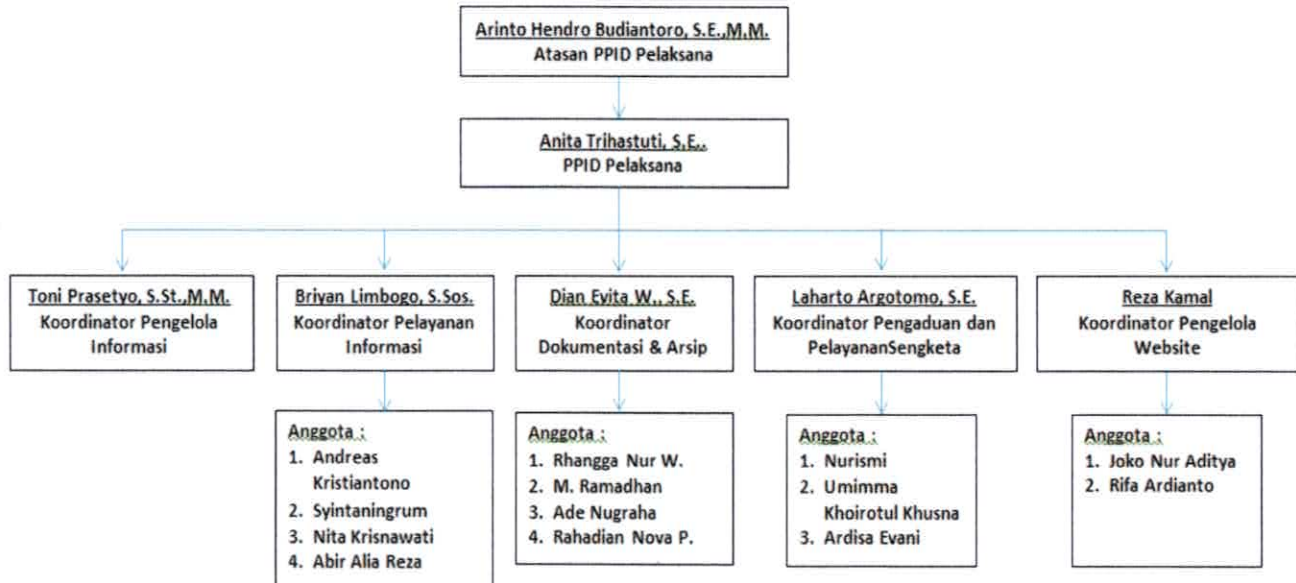 Arinto Hendro Budiantoro, S.E.,M.M.
Atasan PPID Pelaksana
Anita Trihastuti, S.E..
PPID Pelaksana
Toni Prasetyo, S.St.,M.M.
Koordinator Pengelola
Informasi
Briyan Limbogo, S.Sos.
Koordinator Pelayanan
Informasi
Dian Evita W., S.E.
Koordinator
Dokumentasi & Arsip
Laharto Argotomo, S.E.
Koordinator Pengaduan dan
PelayananSengketa
Reza Kamal
Koordinator Pengelola
Website
Anggota :
1. Andreas
Kristiantono
2. Syintaningrum
3. Nita Krisnawati
4. Abir Alia Reza
Anggota :
1. Rhangga Nur W.
2. M. Ramadhan
3. Ade Nugraha
4. Rahadian Nova P.
Anggota :
1. Nurismi
2. Umimma
Khoirotul Khusna
3. Ardisa Evani
Anggota :
1. Joko Nur Aditya
2. Rifa Ardianto